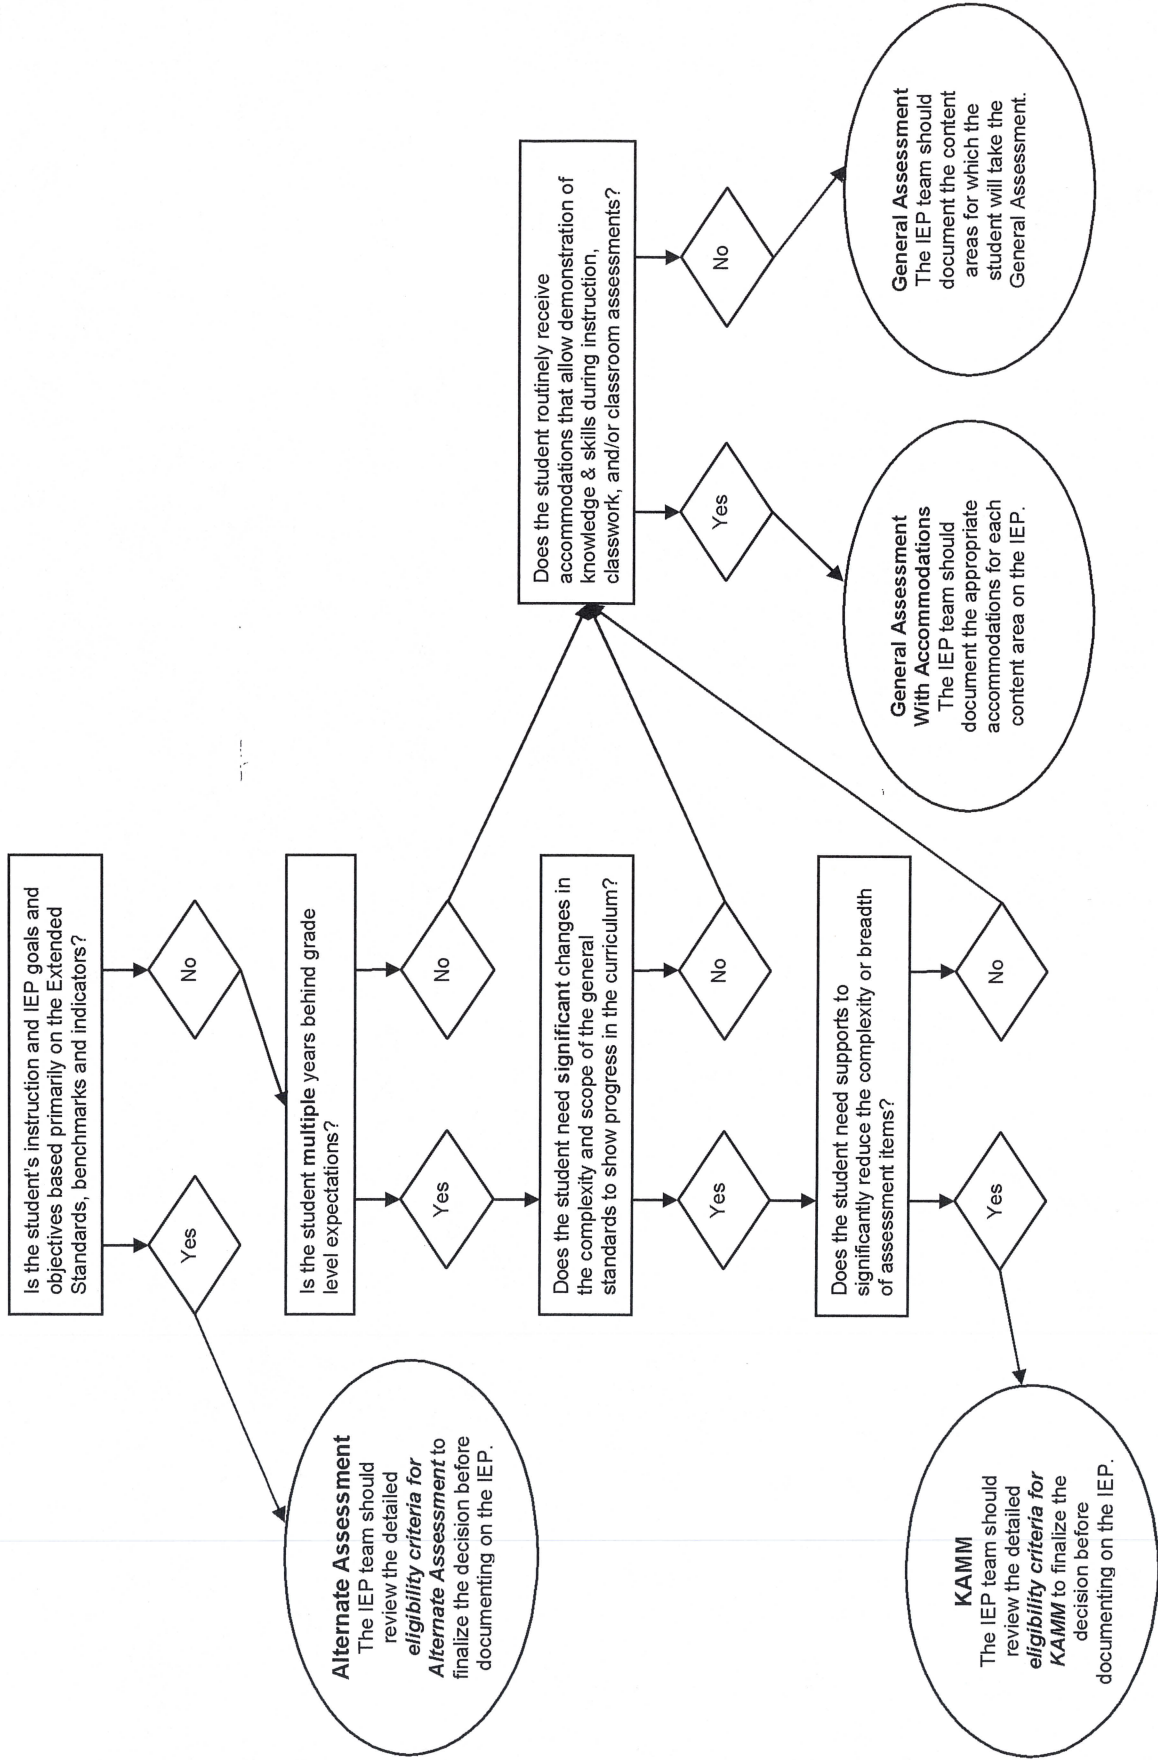 Is the student's instruction and IEP goals and
objectives based primarily on the Extended
Standards, benchmarks and indicators?
Yes
No
Alternate Assessment
The IEP team should
review the detailed
eligibility criteria for
Alternate Assessment to
finalize the decision before
documenting on the IEP.
Is the student multiple years behind grade
level expectations?
Yes
No
Does the student need significant changes in
the complexity and scope of the general
standards to show progress in the curriculum?
Yes
No
Does the student need supports to
significantly reduce the complexity or breadth
of assessment items?
Yes
No
KAMM
The IEP team should
review the detailed
eligibility criteria for
KAMM to finalize the
decision before
documenting on the IEP.
Does the student routinely receive
accommodations that allow demonstration of
knowledge & skills during instruction,
classwork, and/or classroom assessments?
Yes
No
General Assessment
With Accommodations
The IEP team should
document the appropriate
accommodations for each
content area on the IEP.
General Assessment
The IEP team should
document the content
areas for which the
student will take the
General Assessment.